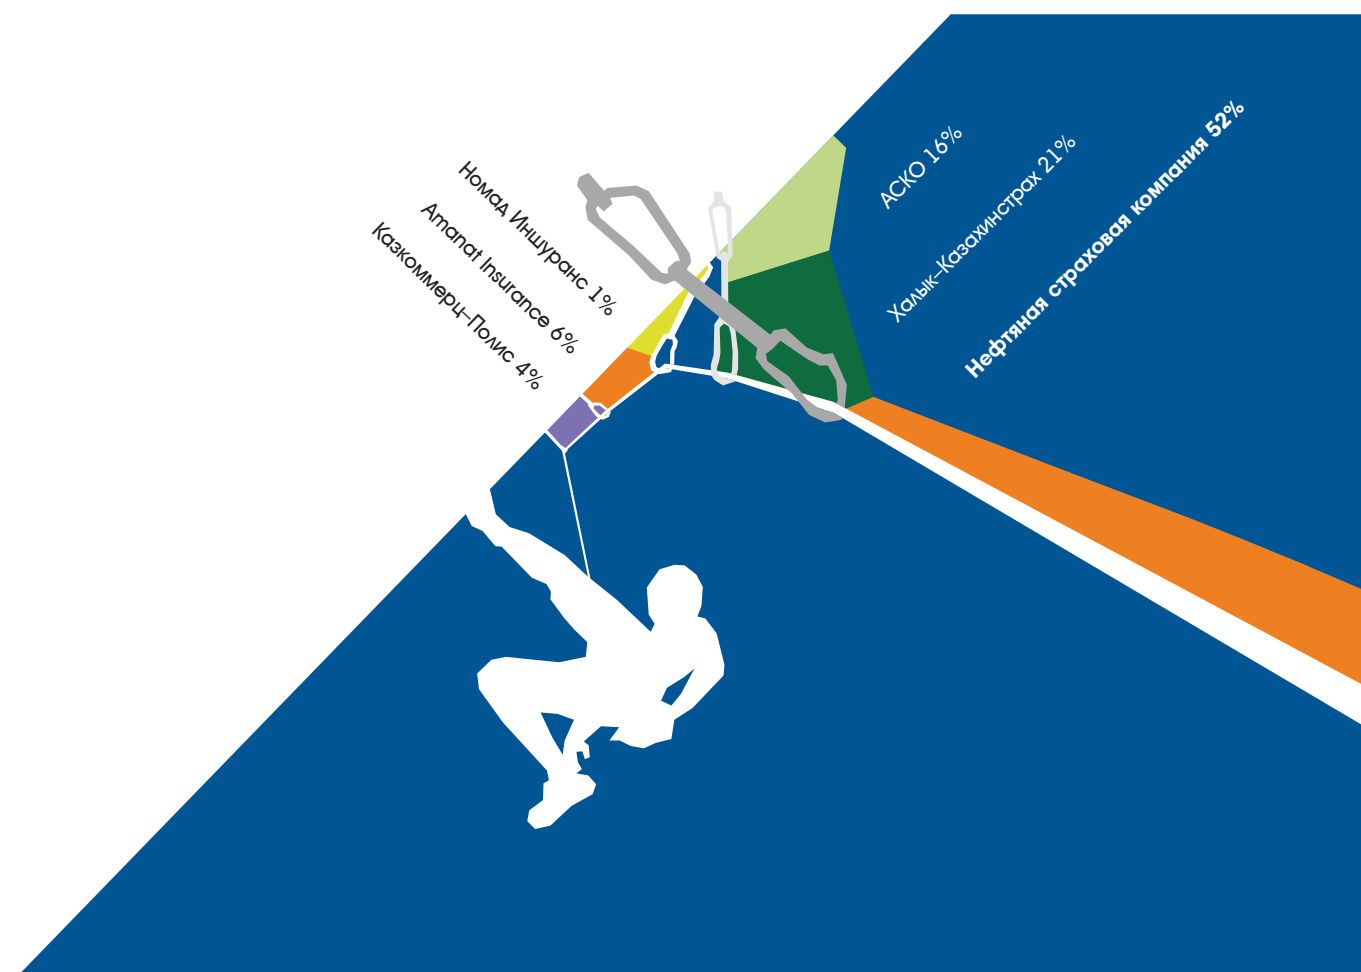 Номад Иншуранс 1%
Amanat Insurance 6%
Казкоммерц-Полис 4%
АСКО 16%
Халык-Казахинстрах 21%
Нефтяная страховая компания 52%